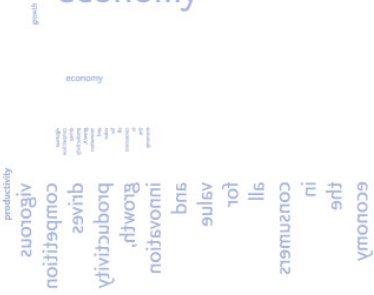 economy
growth
economy
productivity
vigorous
competition
drives
productivity
growth,
innovation
and
value
for
all
consumers
in
the
economy